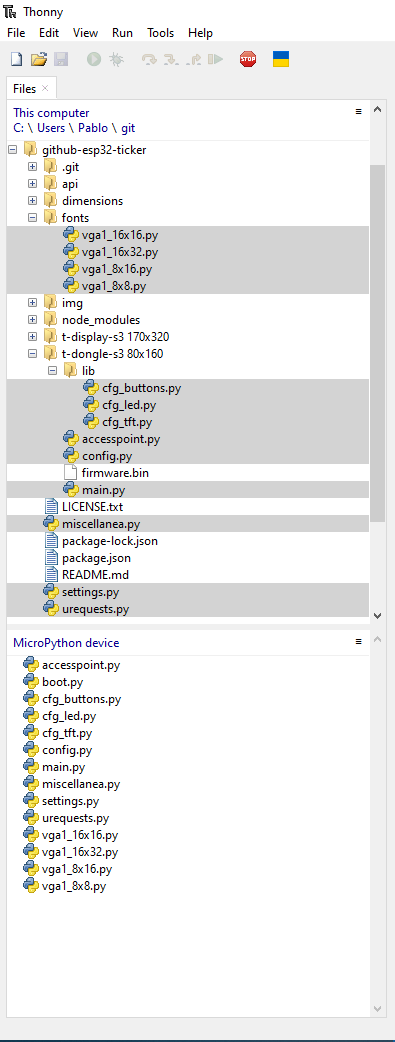 Thonny
File Edit View Run Tools Help
STOP
Files ×
This computer ≡
C: \ Users \ Pablo \ git
github-esp32-ticker
.git
api
dimensions
fonts
vga1_16x16.py
vga1_16x32.py
vga1_8x16.py
vga1_8x8.py
img
node_modules
t-display-s3 170x320
t-dongle-s3 80x160
lib
cfg_buttons.py
cfg_led.py
cfg_tft.py
accesspoint.py
config.py
firmware.bin
main.py
LICENSE.txt
miscellanea.py
package-lock.json
package.json
README.md
settings.py
urequests.py
MicroPython device ≡
accesspoint.py
boot.py
cfg_buttons.py
cfg_led.py
cfg_tft.py
config.py
main.py
miscellanea.py
settings.py
urequests.py
vga1_16x16.py
vga1_16x32.py
vga1_8x16.py
vga1_8x8.py